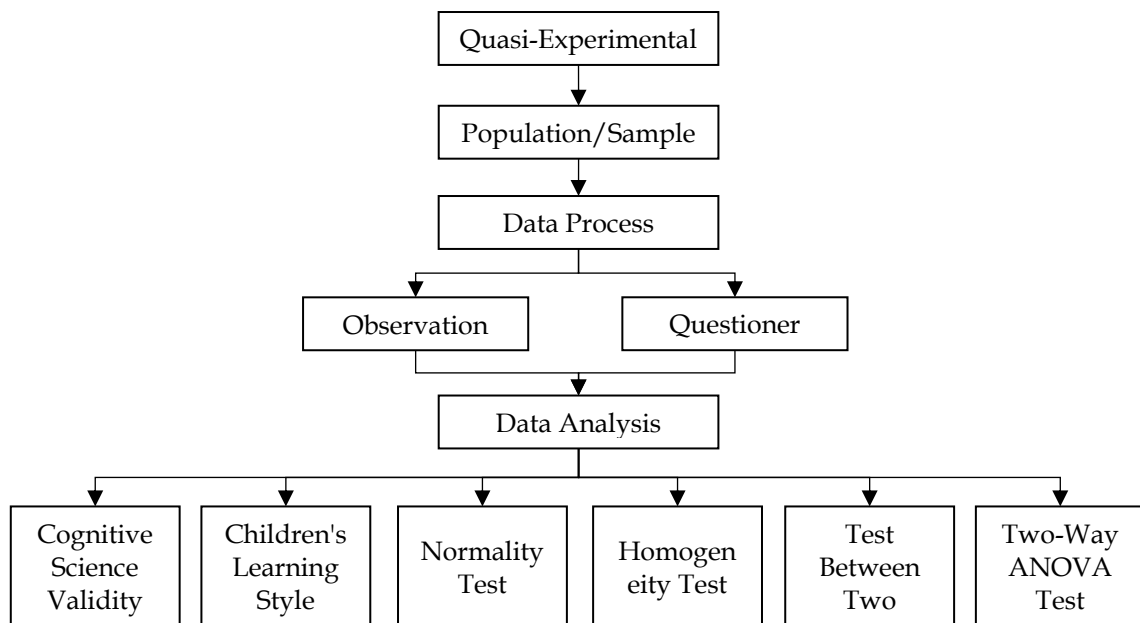 Quasi-Experimental
Population/Sample
Data Process
Observation
Questioner
Data Analysis
Cognitive
Science
Validity
Children's
Learning
Style
Normality
Test
Homogen
eity Test
Test
Between
Two
Two-Way
ANOVA
Test